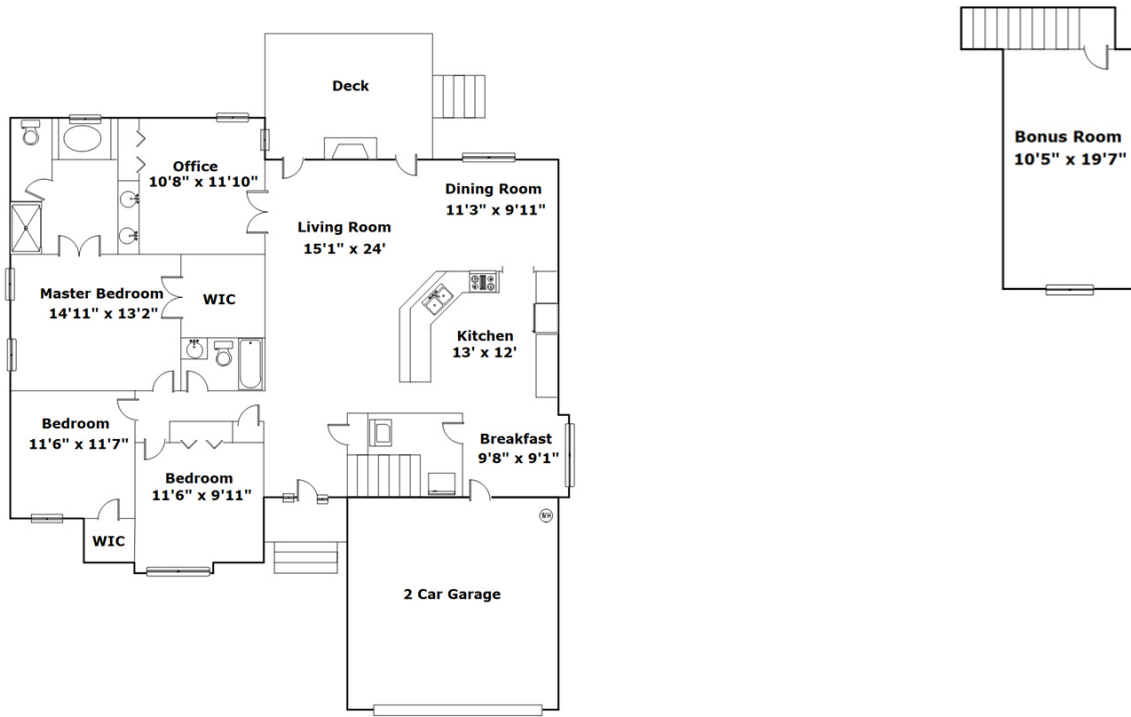 Deck
Bonus Room
10'5" x 19'7"
Office
10'8" x 11'10"
Dining Room
11'3" x 9'11"
Living Room
15'1" x 24'
Master Bedroom
14'11" x 13'2"
WIC
Kitchen
13' x 12'
Bedroom
11'6" x 11'7"
Breakfast
9'8" x 9'1"
Bedroom
11'6" x 9'11"
WH
WIC
2 Car Garage